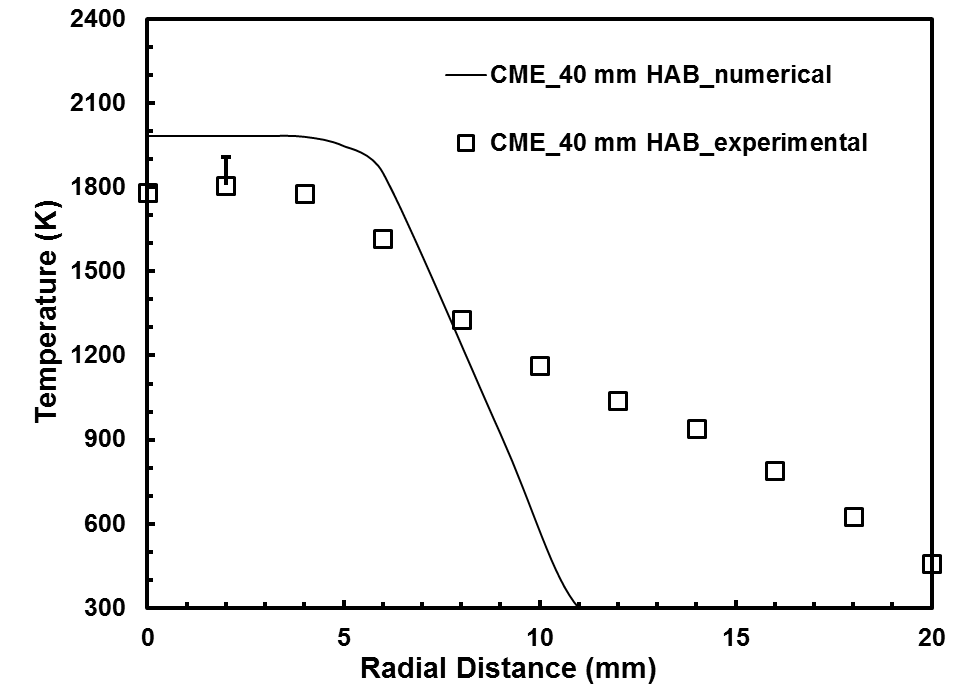 2400
2100
1800
1500
1200
900
600
300
Temperature (K)
CME_40 mm HAB_numerical
CME_40 mm HAB_experimental
0 5 10 15 20
Radial Distance (mm)